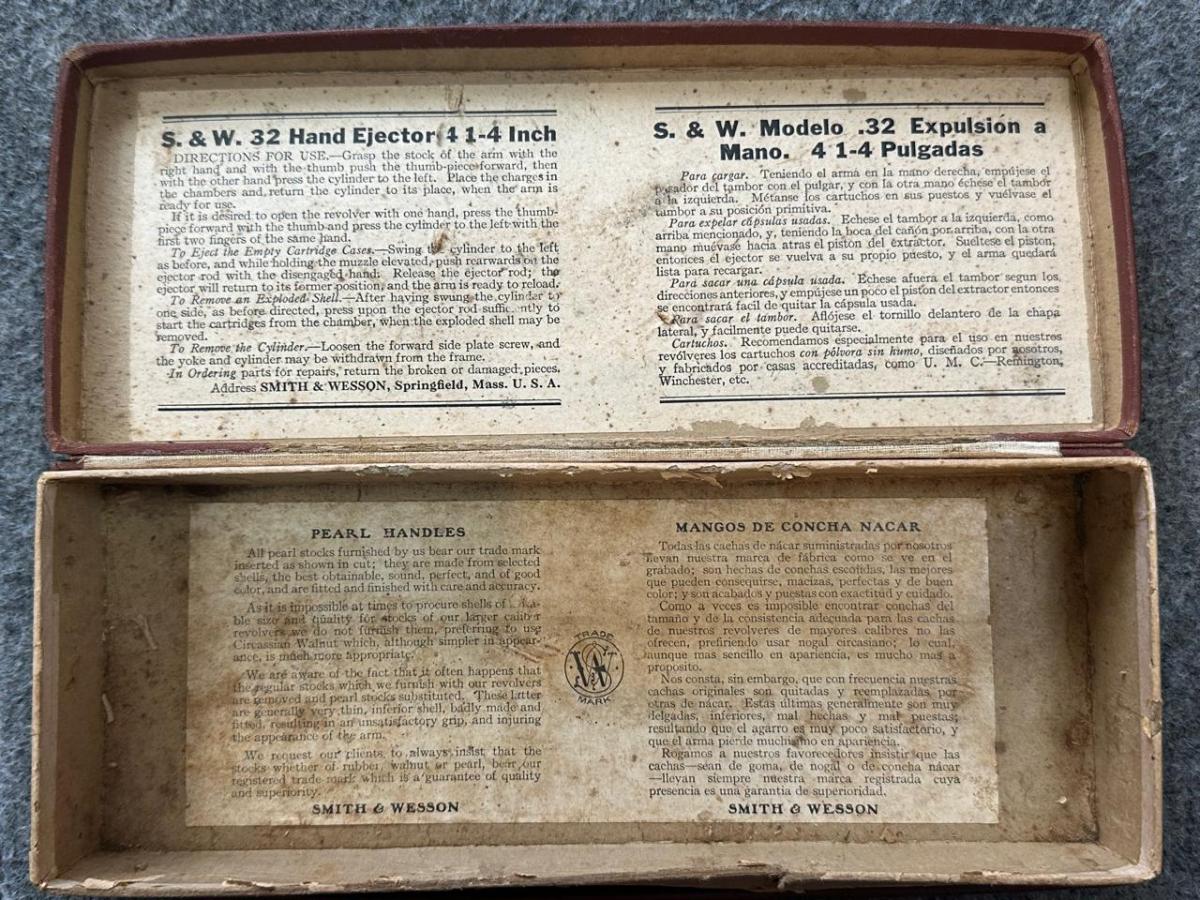 S. & W. 32 Hand Ejector 4 1-4 Inch
DIRECTIONS FOR USE.—Grasp the stock of the arm with the
right hand and with the thumb push the thumb-piece forward, then
with the other hand press the cylinder to the left. Place the charges in
the chambers and return the cylinder to its place, when the arm is
ready for use.
If it is desired to open the revolver with one hand, press the thumb-
piece forward with the thumb and press the cylinder to the left with the
first two fingers of the same hand.
To Eject the Empty Cartridge Cases.—Swing the cylinder to the left
as before, and while holding the muzzle elevated, push rearwards on the
ejector rod with the disengaged hand. Release the ejector rod; the
ejector will return to its former position, and the arm is ready to reload.
To Remove an Exploded Shell.—After having swung the cylinder to
one side, as before directed, press upon the ejector rod to
start the cartridges from the chamber, when the exploded shell may be
removed.
To Remove the Cylinder.—Loosen the forward side plate screw, and
the yoke and cylinder may be withdrawn from the frame.
In Ordering parts for repairs, return the broken or damaged pieces.
Address SMITH & WESSON, Springfield, Mass. U. S. A.
S. & W. Modelo .32 Expulsión a
Mano. 4 1-4 Pulgadas
Para cargar. Teniendo el arma en la mano derecha, empújese el
pasador del tambor con el pulgar, y con la otra mano échese el tambor
a la izquierda. Métanse los cartuchos en sus puestos y vuélvase el
tambor a su posición primitiva.
Para expelar cápsulas usadas. Echese el tambor a la izquierda, como
arriba mencionado, y, teniendo la boca del cañon por arriba, con la otra
mano muévase hacia atras el piston del extractor. Sueltese el piston,
entonces el ejector se vuelva a su propio puesto, y el arma quedará
lista para recargar.
Para sacar una cápsula usada. Echese afuera el tambor segun los
direcciones anteriores, y empújese un poco el piston del extractor entonces
se encontrará facil de quitar la cápsula usada.
Para sacar el tambor. Aflójese el tornillo delantero de la chapa
lateral, y facilmente puede quitarse.
Cartuchos. Recomendamos especialmente para el uso en nuestros
revólveres los cartuchos con pólvora sin humo, diseñados por nosotros,
y fabricados por casas accreditadas, como U. M. C.—Remington,
Winchester, etc.
PEARL HANDLES
All pearl stocks furnished by us bear our trade mark
inserted as shown in cut; they are made from selected
shells, the best obtainable, sound, perfect, and of good
color, and are fitted and finished with care and accuracy.
As it is impossible at times to procure shells of
ble size and quality for stocks of our larger caliber
revolvers we do not furnish them, preferring to use
Circassian Walnut which, although simpler in appear-
ance, is much more appropriate.
We are aware of the fact that it often happens that
the regular stocks which we furnish with our revolvers
are removed and pearl stocks substituted. These latter
are generally very thin, inferior shell, badly made and
fitted, resulting in an unsatisfactory grip, and injuring
the appearance of the arm.
We request our clients to always insist that the
stocks whether of rubber, walnut or pearl, bear our
registered trade mark which is a guarantee of quality
and superiority.
SMITH & WESSON
TRADE
S W
MARK
MANGOS DE CONCHA NACAR
Todas las cachas de nácar suministradas por nosotros
llevan nuestra marca de fábrica como se ve en el
grabado; son hechas de conchas escojidas, las mejores
que pueden conseguirse, macizas, perfectas y de buen
color; y son acabados y puestas con exactitud y cuidado.
Como a veces es imposible encontrar conchas del
tamaño y de la consistencia adecuada para las cachas
de nuestros revolveres de mayores calibres no las
ofrecen, prefiriendo usar nogal circasiano; lo cual,
aunque mas sencillo en apariencia, es mucho mas a
proposito.
Nos consta, sin embargo, que con frecuencia nuestras
cachas originales son quitadas y reemplazadas por
otras de nácar. Estas últimas generalmente son muy
delgadas, inferiores, mal hechas y mal puestas;
resultando que el agarro es muy poco satisfactorio, y
que el arma pierde muchisimo en apariencia.
Rogamos a nuestros favorecedores insistir que las
cachas—sean de goma, de nogal o de concha nácar
—llevan siempre nuestra marca registrada cuya
presencia es una garantia de superioridad.
SMITH & WESSON